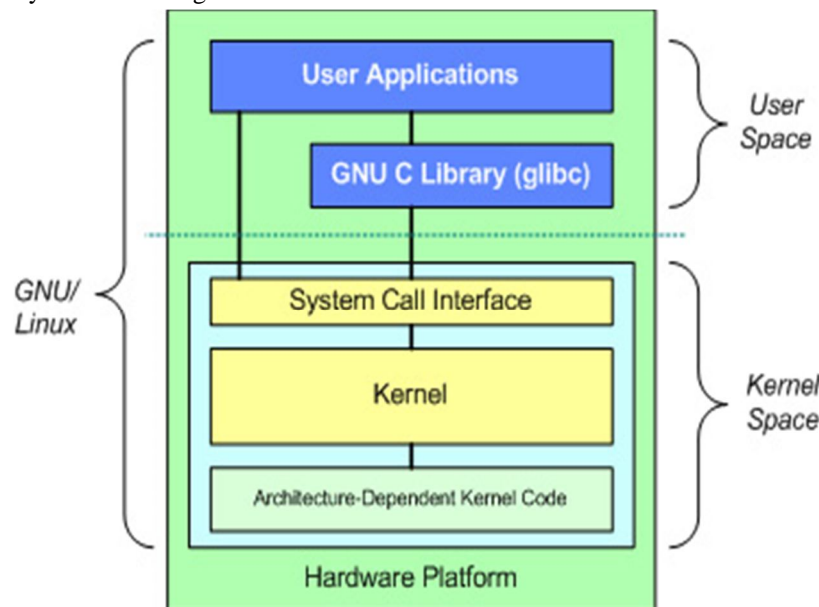 User Applications
GNU C Library (glibc)
User
Space
GNU/
Linux
System Call Interface
Kernel
Architecture-Dependent Kernel Code
Kernel
Space
Hardware Platform